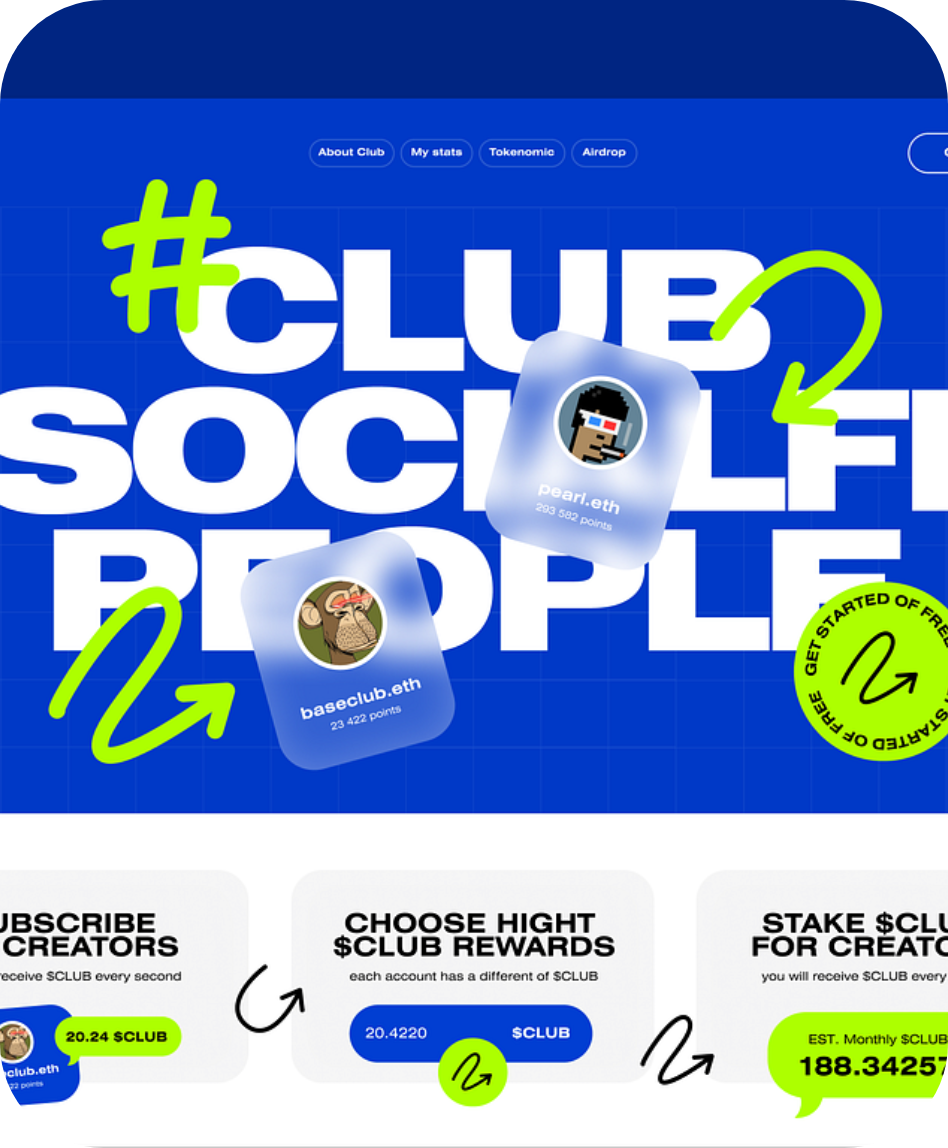 About Club
My stats
Tokenomic
Airdrop
#
CLUB
SOCIALFI
PEOPLE
pearl.eth
293 582 points
baseclub.eth
23 422 points
GET STARTED OF FREE
STARTED OF FREE
UBSCRIBE
CREATORS
receive $CLUB every second
20.24 $CLUB
club.eth
22 points
CHOOSE HIGHT
$CLUB REWARDS
each account has a different of $CLUB
20.4220
$CLUB
STAKE $CLU
FOR CREATO
you will receive $CLUB every
EST. Monthly $CLUB
188.34257